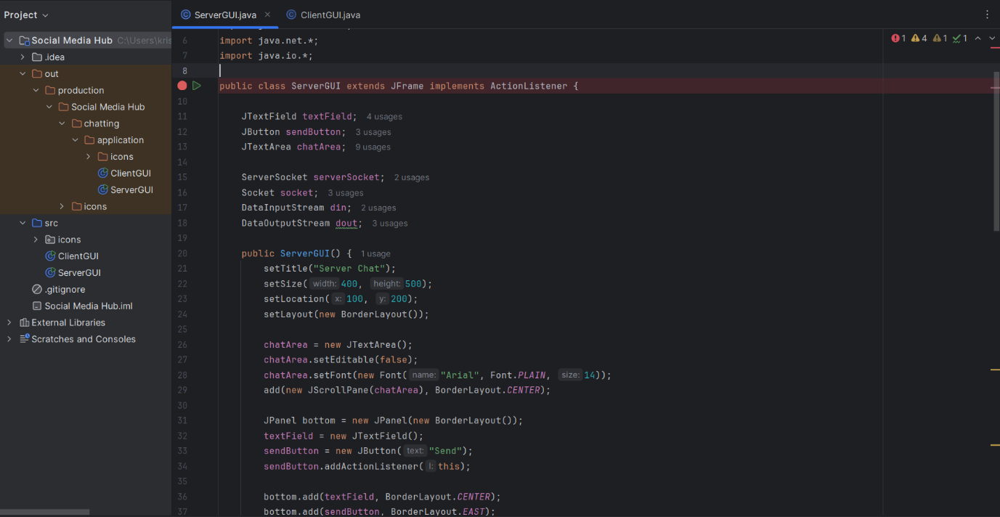 Project
ServerGUI.java
ClientGUI.java
Social Media Hub C:\Users\kris
.idea
out
production
Social Media Hub
chatting
application
icons
ClientGUI
ServerGUI
icons
src
icons
ClientGUI
ServerGUI
.gitignore
Social Media Hub.iml
External Libraries
Scratches and Consoles
1 4 1 1
6 import java.net.*;
7 import java.io.*;
8
public class ServerGUI extends JFrame implements ActionListener {
10
11 JTextField textField; 4 usages
12 JButton sendButton; 3 usages
13 JTextArea chatArea; 9 usages
14
15 ServerSocket serverSocket; 2 usages
16 Socket socket; 3 usages
17 DataInputStream din; 2 usages
18 DataOutputStream dout; 3 usages
19
20 public ServerGUI() { 1 usage
21 setTitle("Server Chat");
22 setSize( width: 400, height: 500);
23 setLocation( x: 100, y: 200);
24 setLayout(new BorderLayout());
25
26 chatArea = new JTextArea();
27 chatArea.setEditable(false);
28 chatArea.setFont(new Font( name: "Arial", Font.PLAIN, size: 14));
29 add(new JScrollPane(chatArea), BorderLayout.CENTER);
30
31 JPanel bottom = new JPanel(new BorderLayout());
32 textField = new JTextField();
33 sendButton = new JButton( text: "Send");
34 sendButton.addActionListener( l: this);
35
36 bottom.add(textField, BorderLayout.CENTER);
37 bottom.add(sendButton, BorderLayout.EAST);